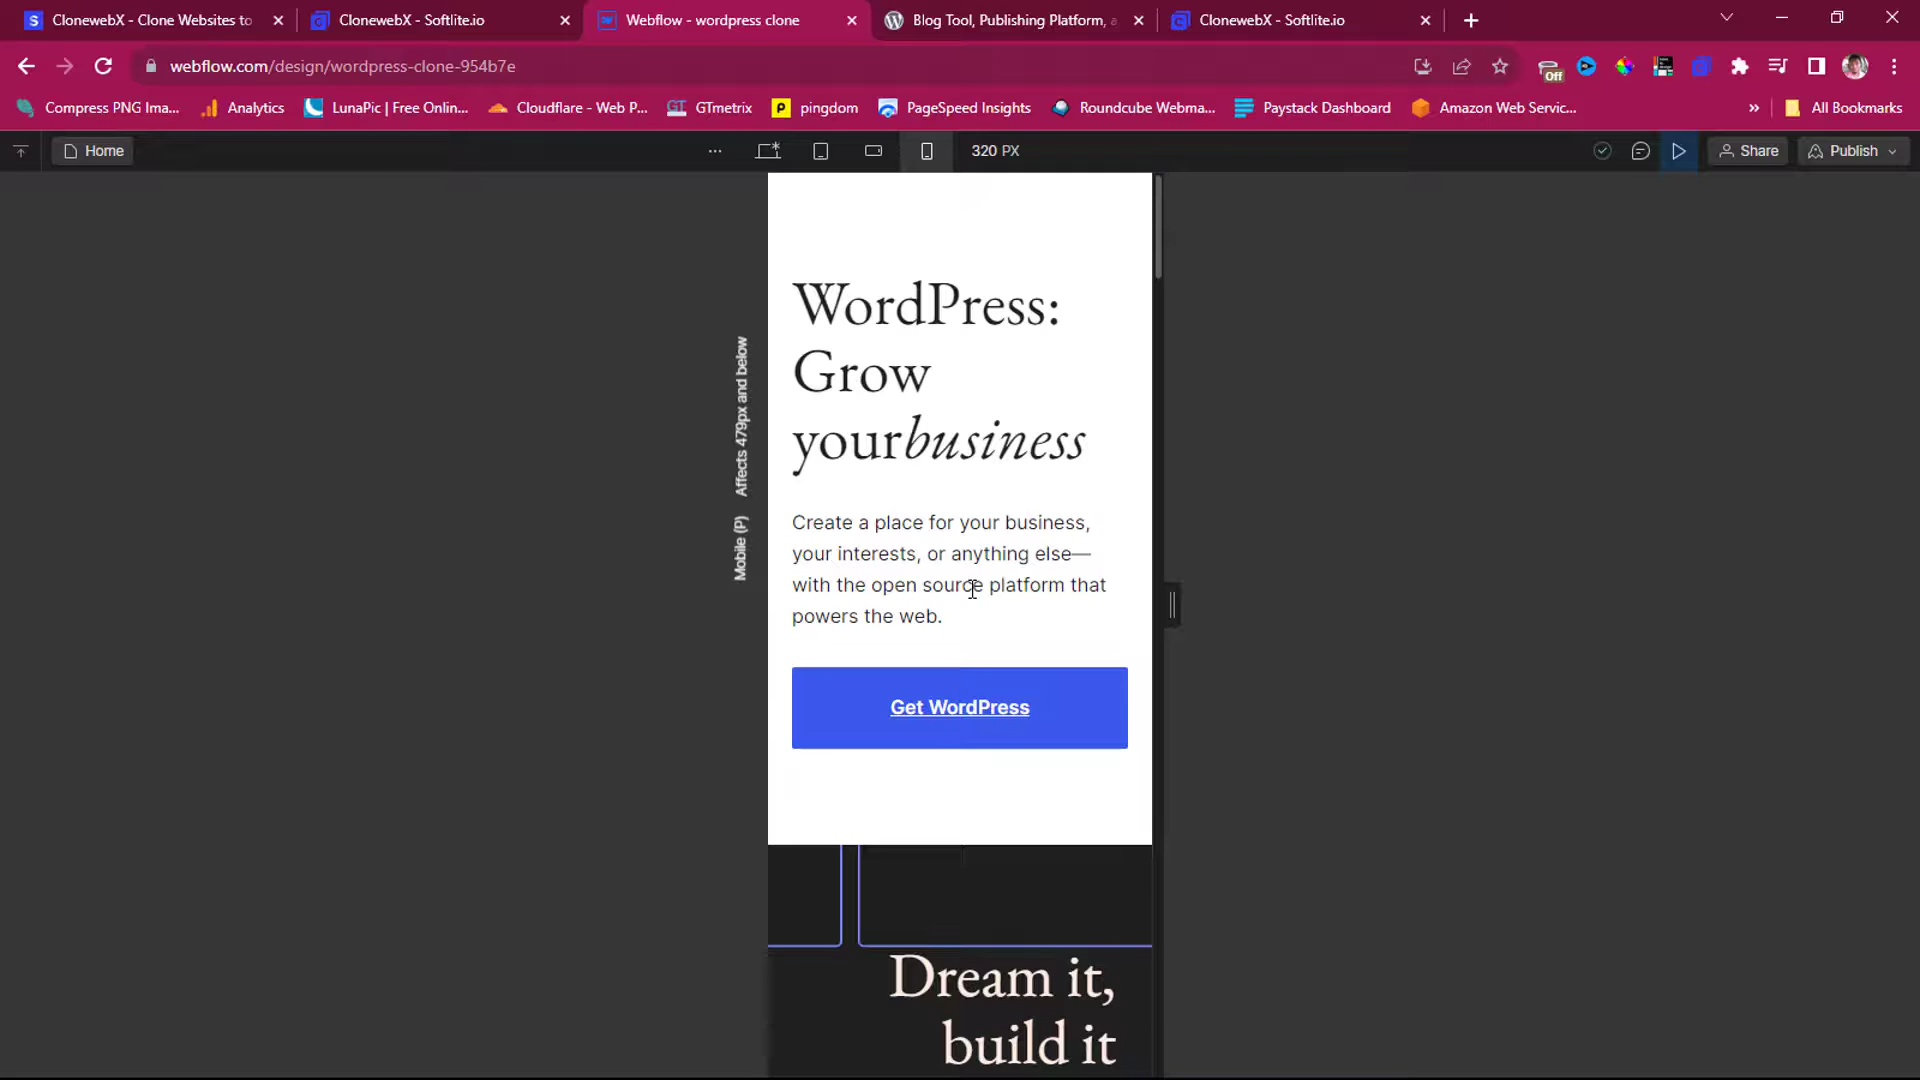 ClonewebX - Clone Websites to
ClonewebX - Softlite.io
Webflow - wordpress clone
Blog Tool, Publishing Platform, a
ClonewebX - Softlite.io
webflow.com/design/wordpress-clone-954b7e
Off
Compress PNG Ima...
Analytics
LunaPic | Free Onlin...
Cloudflare - Web P...
GTmetrix
pingdom
PageSpeed Insights
Roundcube Webma...
Paystack Dashboard
Amazon Web Servic...
»
All Bookmarks
Home
320 PX
Share
Publish
Mobile (P) Affects 479px and below
WordPress:
Grow
yourbusiness
Create a place for your business,
your interests, or anything else—
with the open source platform that
powers the web.
Get WordPress
Dream it,
build it